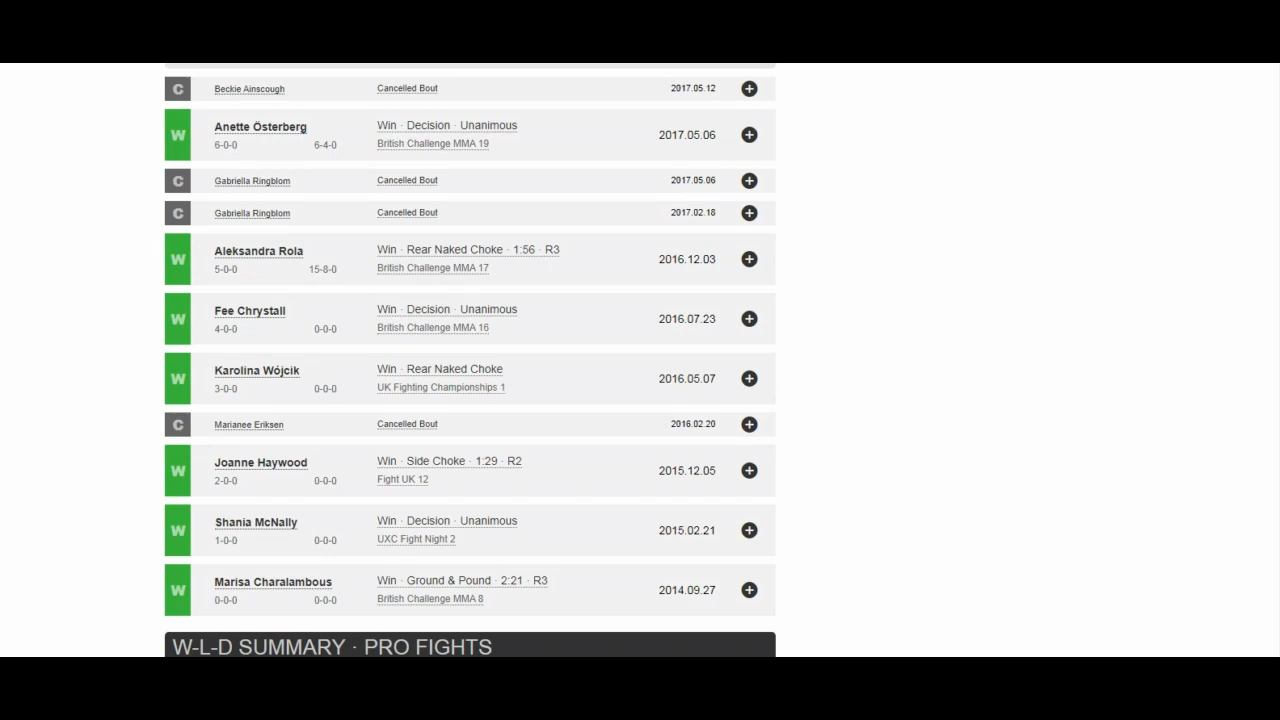 C Beckie Ainscough Cancelled Bout 2017.05.12
W Anette Österberg Win · Decision · Unanimous 2017.05.06
6-0-0 6-4-0 British Challenge MMA 19
C Gabriella Ringblom Cancelled Bout 2017.05.06
C Gabriella Ringblom Cancelled Bout 2017.02.18
W Aleksandra Rola Win · Rear Naked Choke · 1:56 · R3 2016.12.03
5-0-0 15-8-0 British Challenge MMA 17
W Fee Chrystall Win · Decision · Unanimous 2016.07.23
4-0-0 0-0-0 British Challenge MMA 16
W Karolina Wójcik Win · Rear Naked Choke 2016.05.07
3-0-0 0-0-0 UK Fighting Championships 1
C Marianee Eriksen Cancelled Bout 2016.02.20
W Joanne Haywood Win · Side Choke · 1:29 · R2 2015.12.05
2-0-0 0-0-0 Fight UK 12
W Shania McNally Win · Decision · Unanimous 2015.02.21
1-0-0 0-0-0 UXC Fight Night 2
W Marisa Charalambous Win · Ground & Pound · 2:21 · R3 2014.09.27
0-0-0 0-0-0 British Challenge MMA 8
W-L-D SUMMARY · PRO FIGHTS